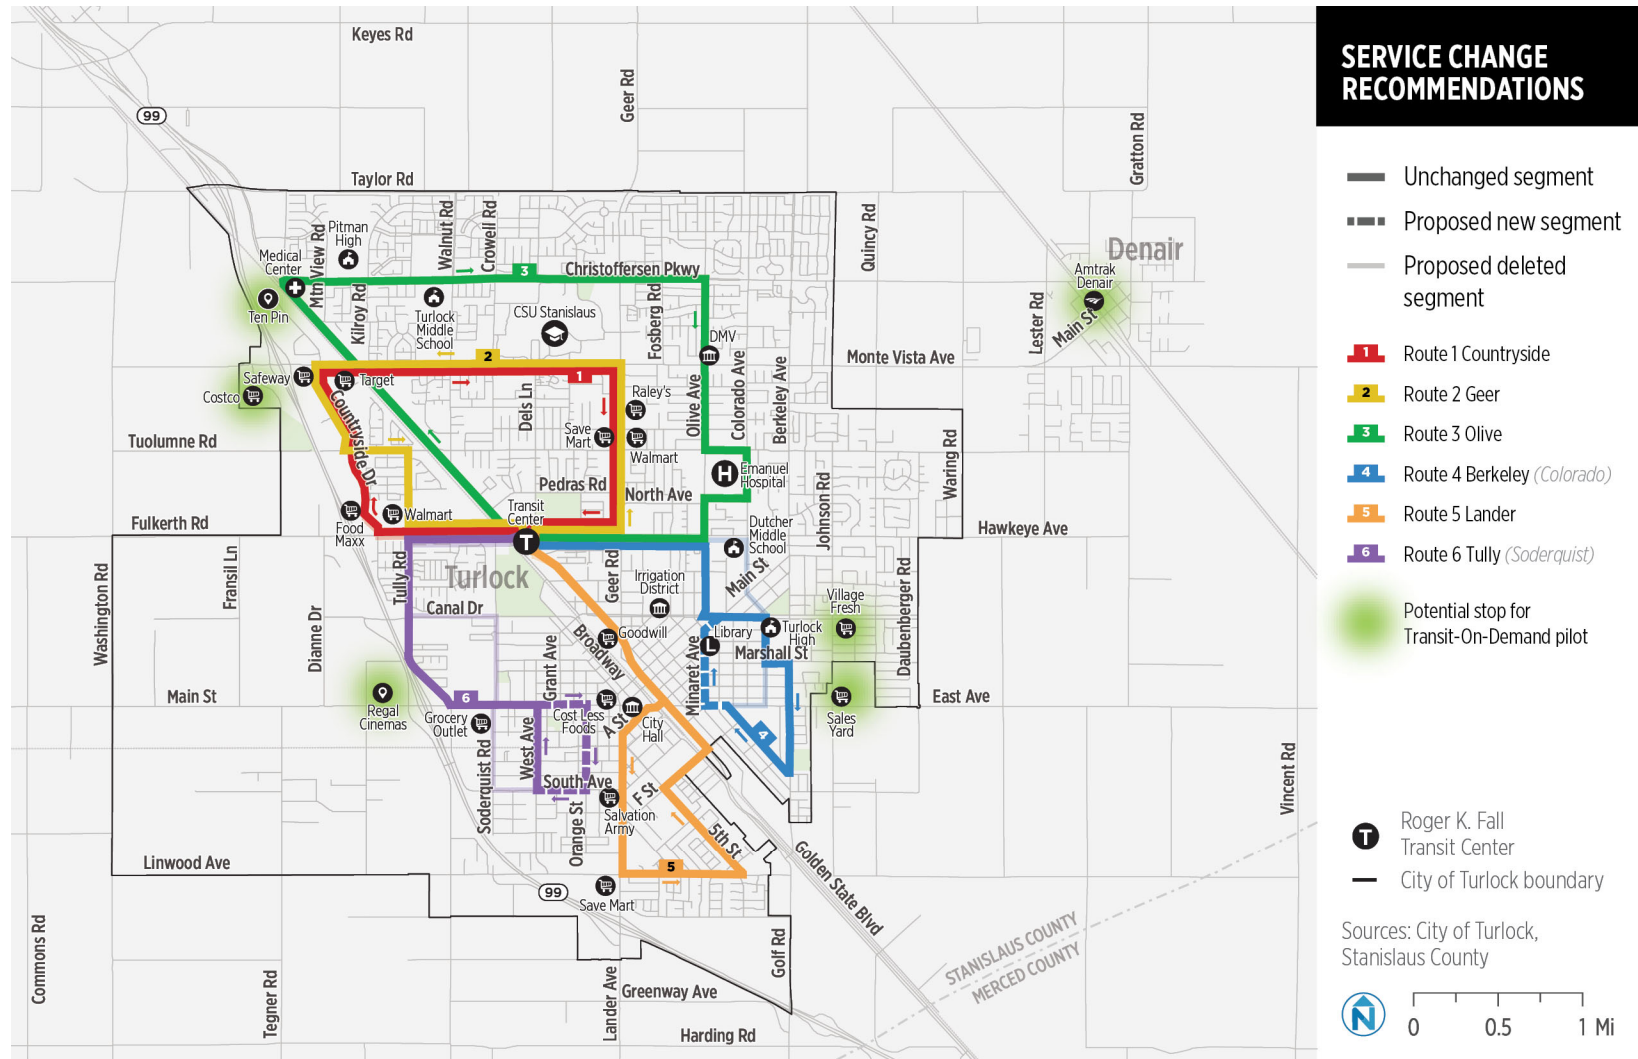 SERVICE CHANGE
RECOMMENDATIONS
Unchanged segment
Proposed new segment
Proposed deleted
segment
1 Route 1 Countryside
2 Route 2 Geer
3 Route 3 Olive
4 Route 4 Berkeley (Colorado)
5 Route 5 Lander
6 Route 6 Tully (Soderquist)
Potential stop for
Transit-On-Demand pilot
T
Roger K. Fall
Transit Center
City of Turlock boundary
Sources: City of Turlock,
Stanislaus County
N
0 0.5 1 Mi
Keyes Rd
99
Geer Rd
Gratton Rd
Taylor Rd
Walnut Rd
Crowell Rd
Quincy Rd
Pitman
High
Mtn View Rd
Medical
Center
Denair
Amtrak
Denair
3
Christoffersen Pkwy
Ten Pin
Kilroy Rd
Turlock
Middle
School
CSU Stanislaus
Fosberg Rd
DMV
Lester Rd
Main St
2
Monte Vista Ave
Safeway
Target
1
Costco
Countryside Dr
Dels Ln
Raley's
Olive Ave
Colorado Ave
Berkeley Ave
Tuolumne Rd
Save
Mart
Walmart
Waring Rd
H
Emanuel
Hospital
Pedras Rd
North Ave
Johnson Rd
Fulkerth Rd
Food
Maxx
Walmart
Transit
Center
T
Dutcher
Middle
School
Hawkeye Ave
Washington Rd
Fransil Ln
Tully Rd
Turlock
Geer Rd
Irrigation
District
Main St
Daubenberger Rd
Canal Dr
Village
Fresh
Dianne Dr
Broadway
Goodwill
L
Library
Turlock
High
Marshall St
Grant Ave
Minaret Ave
Main St
Regal
Cinemas
6
Grocery
Outlet
Cost Less
Foods
A St
City
Hall
4
Sales
Yard
East Ave
Soderquist Rd
West Ave
South Ave
F St
Vincent Rd
Orange St
Salvation
Army
5th St
Linwood Ave
5
Golden State Blvd
99
Save Mart
Commons Rd
Tegner Rd
Lander Ave
Golf Rd
STANISLAUS COUNTY
MERCED COUNTY
Greenway Ave
Harding Rd